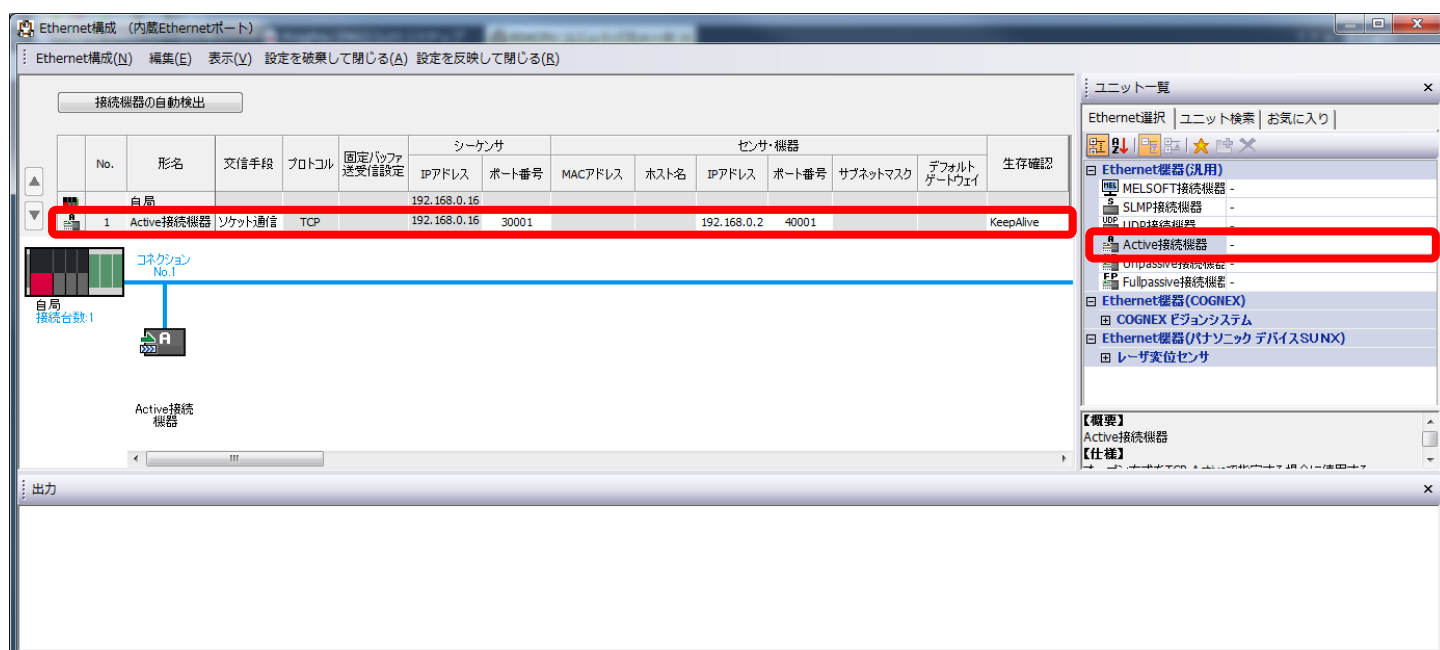 Ethernet構成 (内蔵Ethernetポート)
Ethernet構成(N) 編集(E) 表示(V) 設定を破棄して閉じる(A) 設定を反映して閉じる(R)
接続機器の自動検出
シーケンサ センサ・機器
No. 形名 交信手段 プロトコル 固定バッファ送受信設定 IPアドレス ポート番号 MACアドレス ホスト名 IPアドレス ポート番号 サブネットマスク デフォルトゲートウェイ 生存確認
自局 192.168.0.16
1 Active接続機器 ソケット通信 TCP 192.168.0.16 30001 192.168.0.2 40001 KeepAlive
コネクション
No.1
自局
接続台数:1
A
Active接続
機器
ユニット一覧
Ethernet選択 ユニット検索 お気に入り
Ethernet機器(汎用)
MELSOFT接続機器 -
SLMP接続機器 -
UDP接続機器 -
Active接続機器 -
Unpassive接続機器 -
Fullpassive接続機器 -
Ethernet機器(COGNEX)
COGNEX ビジョンシステム
Ethernet機器(パナソニック デバイスSUNX)
レーザ変位センサ
【概要】
Active接続機器
【仕様】
出力